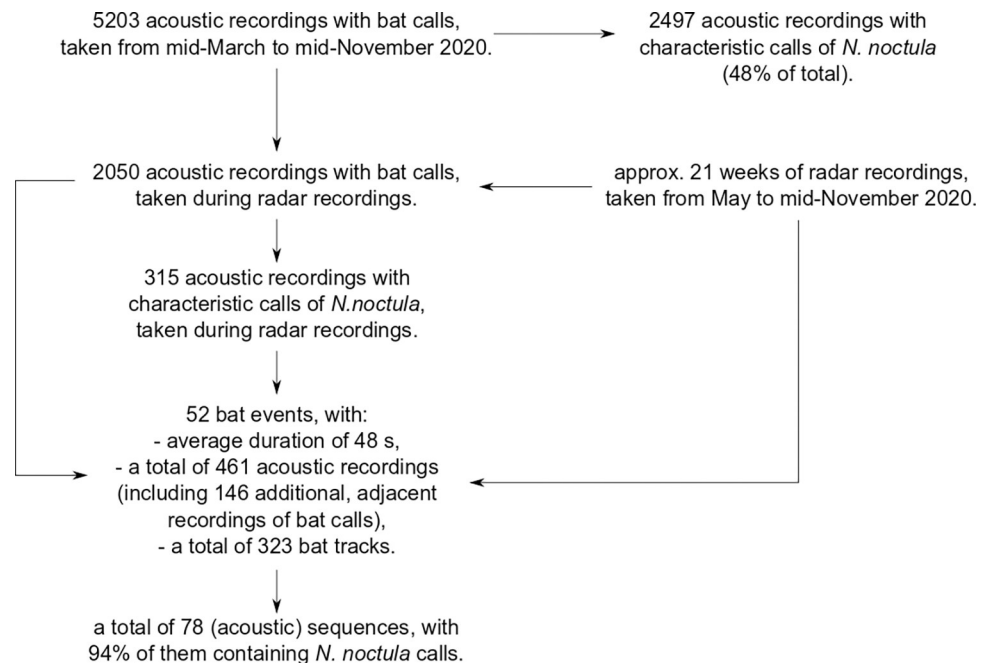 5203 acoustic recordings with bat calls,
taken from mid-March to mid-November 2020.
2497 acoustic recordings with
characteristic calls of N. noctula
(48% of total).
2050 acoustic recordings with bat calls,
taken during radar recordings.
approx. 21 weeks of radar recordings,
taken from May to mid-November 2020.
315 acoustic recordings with
characteristic calls of N.noctula,
taken during radar recordings.
52 bat events, with:
- average duration of 48 s,
- a total of 461 acoustic recordings
(including 146 additional, adjacent
recordings of bat calls),
- a total of 323 bat tracks.
a total of 78 (acoustic) sequences, with
94% of them containing N. noctula calls.